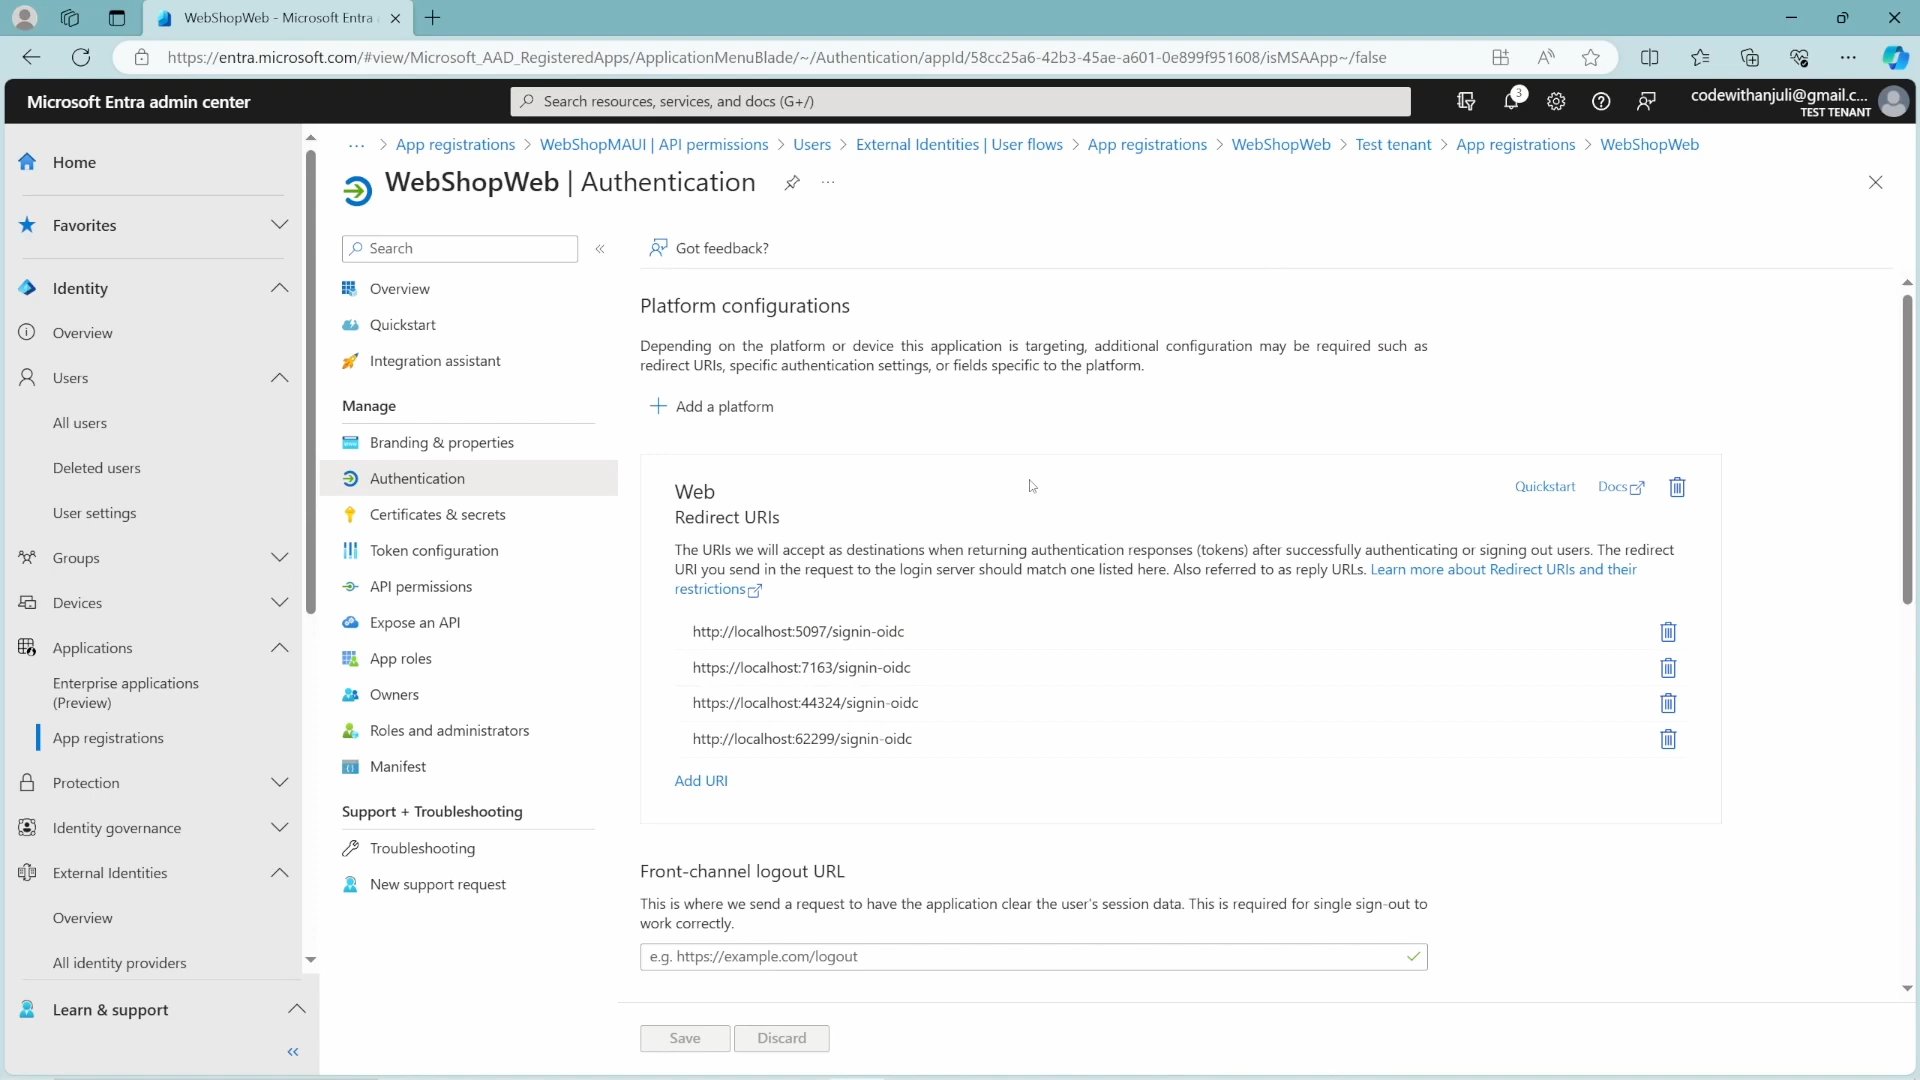 WebShopWeb - Microsoft Entra
https://entra.microsoft.com/#view/Microsoft_AAD_RegisteredApps/ApplicationMenuBlade/~/Authentication/appId/58cc25a6-42b3-45ae-a601-0e899f951608/isMSAApp~/false
Microsoft Entra admin center
Search resources, services, and docs (G+/)
3
codewithanjuli@gmail.c...
TEST TENANT
Home
Favorites
Identity
Overview
Users
All users
Deleted users
User settings
Groups
Devices
Applications
Enterprise applications
(Preview)
App registrations
Protection
Identity governance
External Identities
Overview
All identity providers
Learn & support
... > App registrations > WebShopMAUI | API permissions > Users > External Identities | User flows > App registrations > WebShopWeb > Test tenant > App registrations > WebShopWeb
WebShopWeb | Authentication
Search
Overview
Quickstart
Integration assistant
Manage
Branding & properties
Authentication
Certificates & secrets
Token configuration
API permissions
Expose an API
App roles
Owners
Roles and administrators
Manifest
Support + Troubleshooting
Troubleshooting
New support request
Got feedback?
Platform configurations
Depending on the platform or device this application is targeting, additional configuration may be required such as
redirect URIs, specific authentication settings, or fields specific to the platform.
Add a platform
Web
Quickstart
Docs
Redirect URIs
The URIs we will accept as destinations when returning authentication responses (tokens) after successfully authenticating or signing out users. The redirect
URI you send in the request to the login server should match one listed here. Also referred to as reply URLs. Learn more about Redirect URIs and their
restrictions
http://localhost:5097/signin-oidc
https://localhost:7163/signin-oidc
https://localhost:44324/signin-oidc
http://localhost:62299/signin-oidc
Add URI
Front-channel logout URL
This is where we send a request to have the application clear the user's session data. This is required for single sign-out to
work correctly.
e.g. https://example.com/logout
Save
Discard